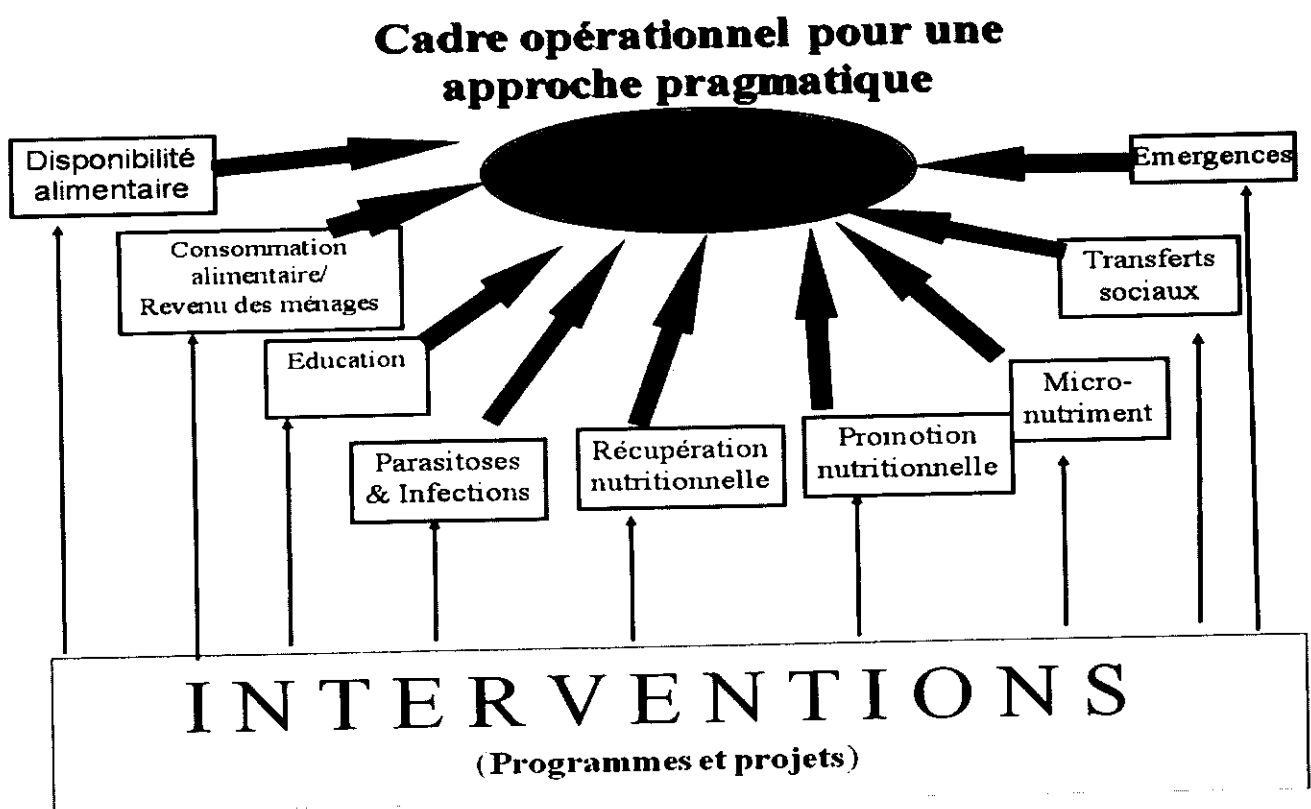 Cadre opérationnel pour une
approche pragmatique
Disponibilité
alimentaire
Emergences
Consommation
alimentaire/
Revenu des ménages
Transferts
sociaux
Education
Micro-
nutriment
Parasitoses
& Infections
Récupération
nutritionnelle
Promotion
nutritionnelle
INTERVENTIONS
(Programmes et projets)